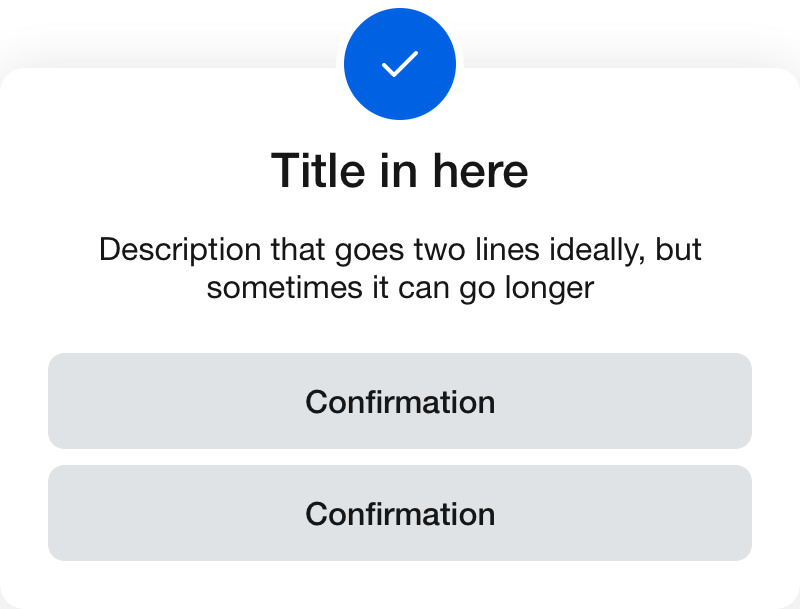 Title in here
Description that goes two lines ideally, but
sometimes it can go longer
Confirmation
Confirmation